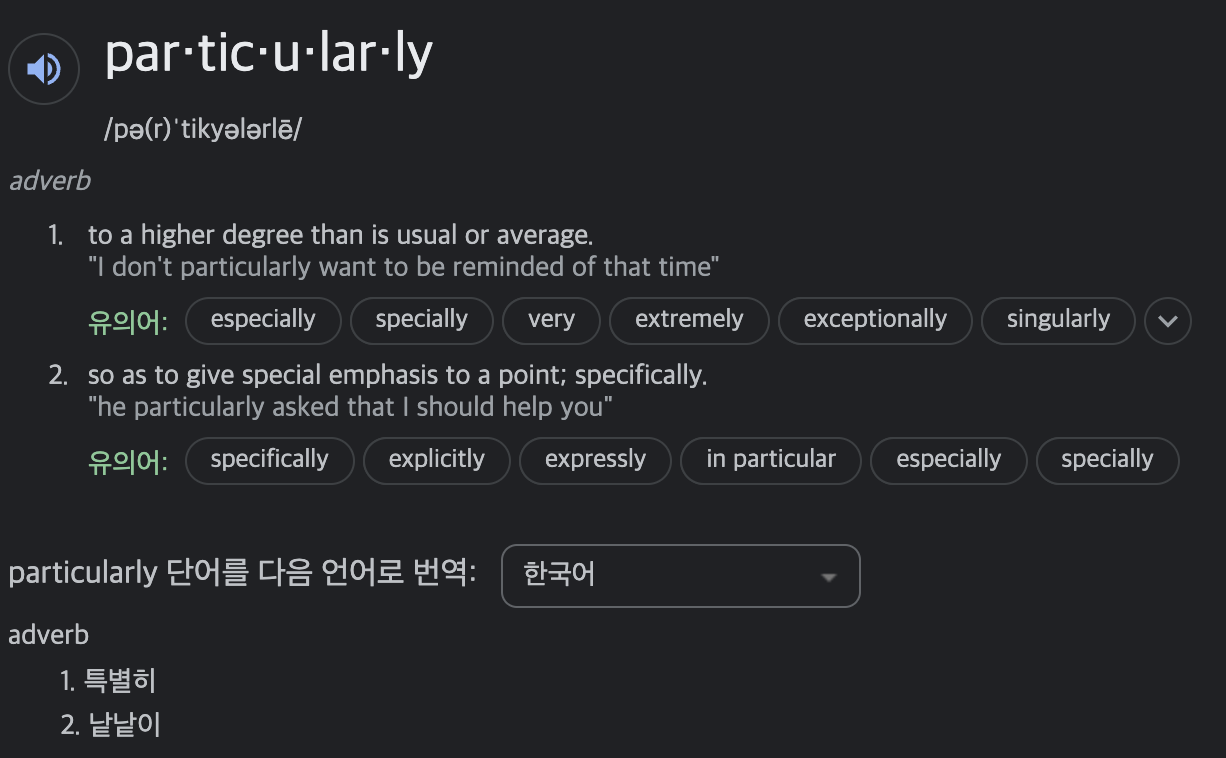 par·tic·u·lar·ly
/pə(r)ˈtikyələrlē/
adverb
1. to a higher degree than is usual or average.
"I don't particularly want to be reminded of that time"
유의어: especially specially very extremely exceptionally singularly
2. so as to give special emphasis to a point; specifically.
"he particularly asked that I should help you"
유의어: specifically explicitly expressly in particular especially specially
particularly 단어를 다음 언어로 번역: 한국어
adverb
1. 특별히
2. 낱낱이